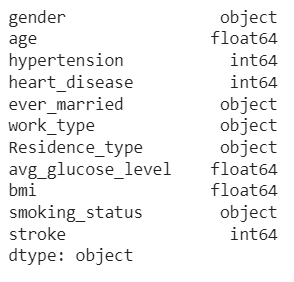 gender object
age float64
hypertension int64
heart_disease int64
ever_married object
work_type object
Residence_type object
avg_glucose_level float64
bmi float64
smoking_status object
stroke int64
dtype: object